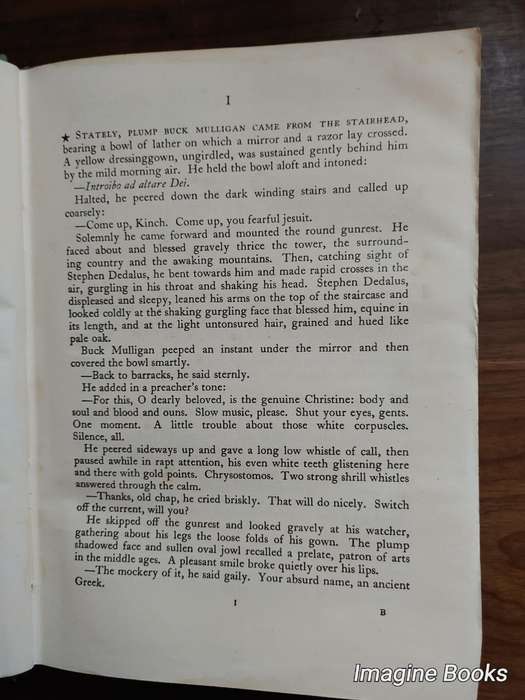 I
★ STATELY, PLUMP BUCK MULLIGAN CAME FROM THE STAIRHEAD,
bearing a bowl of lather on which a mirror and a razor lay crossed.
A yellow dressinggown, ungirdled, was sustained gently behind him
by the mild morning air. He held the bowl aloft and intoned:
—Introibo ad altare Dei.
Halted, he peered down the dark winding stairs and called up
coarsely:
—Come up, Kinch. Come up, you fearful jesuit.
Solemnly he came forward and mounted the round gunrest. He
faced about and blessed gravely thrice the tower, the surround-
ing country and the awaking mountains. Then, catching sight of
Stephen Dedalus, he bent towards him and made rapid crosses in the
air, gurgling in his throat and shaking his head. Stephen Dedalus,
displeased and sleepy, leaned his arms on the top of the staircase and
looked coldly at the shaking gurgling face that blessed him, equine in
its length, and at the light untonsured hair, grained and hued like
pale oak.
Buck Mulligan peeped an instant under the mirror and then
covered the bowl smartly.
—Back to barracks, he said sternly.
He added in a preacher's tone:
—For this, O dearly beloved, is the genuine Christine: body and
soul and blood and ouns. Slow music, please. Shut your eyes, gents.
One moment. A little trouble about those white corpuscles.
Silence, all.
He peered sideways up and gave a long low whistle of call, then
paused awhile in rapt attention, his even white teeth glistening here
and there with gold points. Chrysostomos. Two strong shrill whistles
answered through the calm.
—Thanks, old chap, he cried briskly. That will do nicely. Switch
off the current, will you?
He skipped off the gunrest and looked gravely at his watcher,
gathering about his legs the loose folds of his gown. The plump
shadowed face and sullen oval jowl recalled a prelate, patron of arts
in the middle ages. A pleasant smile broke quietly over his lips.
—The mockery of it, he said gaily. Your absurd name, an ancient
Greek.
I
B
Imagine Books